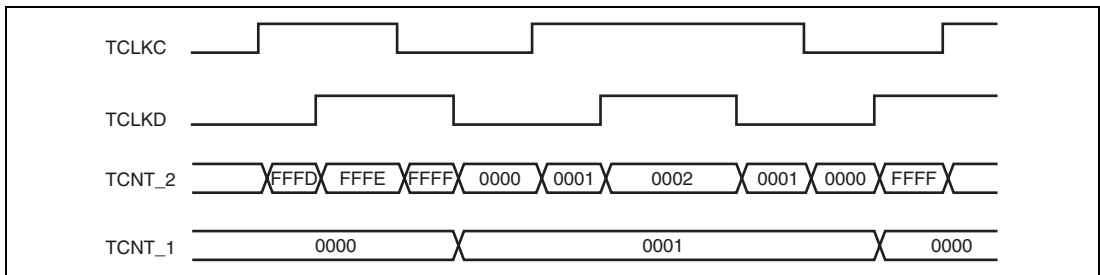 TCLKC
TCLKD
TCNT_2 FFFD FFFE FFFF 0000 0001 0002 0001 0000 FFFF
TCNT_1 0000 0001 0000